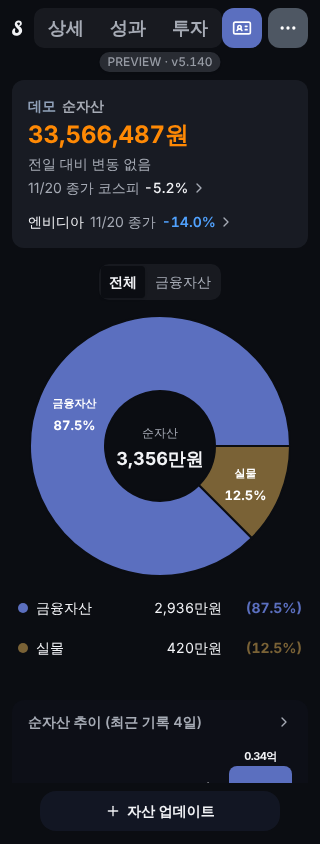 상세 성과 투자
PREVIEW · v5.140
데모 순자산
33,566,487원
전일 대비 변동 없음
11/20 종가 코스피 -5.2%
엔비디아 11/20 종가 -14.0%
전체 금융자산
금융자산
87.5%
순자산
3,356만원
실물
12.5%
금융자산 2,936만원 (87.5%)
실물 420만원 (12.5%)
순자산 추이 (최근 기록 4일)
0.34억
+ 자산 업데이트